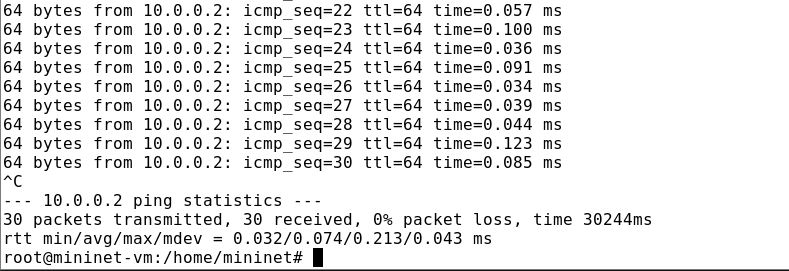 64 bytes from 10.0.0.2: icmp_seq=22 ttl=64 time=0.057 ms
64 bytes from 10.0.0.2: icmp_seq=23 ttl=64 time=0.100 ms
64 bytes from 10.0.0.2: icmp_seq=24 ttl=64 time=0.036 ms
64 bytes from 10.0.0.2: icmp_seq=25 ttl=64 time=0.091 ms
64 bytes from 10.0.0.2: icmp_seq=26 ttl=64 time=0.034 ms
64 bytes from 10.0.0.2: icmp_seq=27 ttl=64 time=0.039 ms
64 bytes from 10.0.0.2: icmp_seq=28 ttl=64 time=0.044 ms
64 bytes from 10.0.0.2: icmp_seq=29 ttl=64 time=0.123 ms
64 bytes from 10.0.0.2: icmp_seq=30 ttl=64 time=0.085 ms
^C
--- 10.0.0.2 ping statistics ---
30 packets transmitted, 30 received, 0% packet loss, time 30244ms
rtt min/avg/max/mdev = 0.032/0.074/0.213/0.043 ms
root@mininet-vm:/home/mininet#